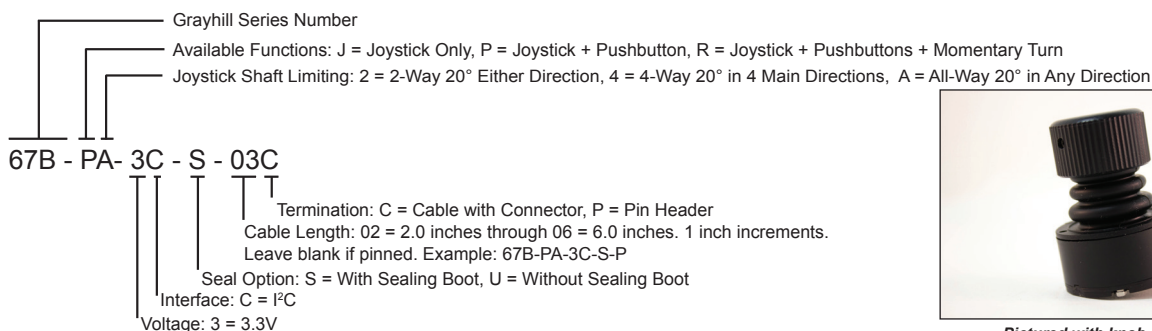 Grayhill Series Number
Available Functions: J = Joystick Only, P = Joystick + Pushbutton, R = Joystick + Pushbuttons + Momentary Turn
Joystick Shaft Limiting: 2 = 2-Way 20° Either Direction, 4 = 4-Way 20° in 4 Main Directions, A = All-Way 20° in Any Direction
67B - PA- 3C - S - 03C
Termination: C = Cable with Connector, P = Pin Header
Cable Length: 02 = 2.0 inches through 06 = 6.0 inches. 1 inch increments.
Leave blank if pinned. Example: 67B-PA-3C-S-P
Seal Option: S = With Sealing Boot, U = Without Sealing Boot
Interface: C = I²C
Voltage: 3 = 3.3V